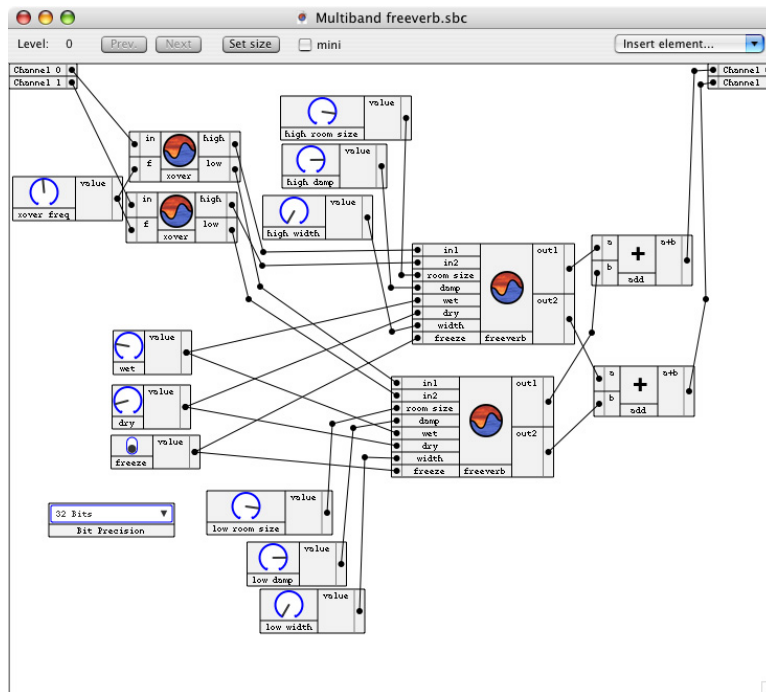 Multiband freeverb.sbc
Level: 0 Prev. Next Set size mini Insert element...
Channel 0
Channel 1
Channel
Channel
in high
f low
xover
in high
f low
xover
value
xover freq
value
high room size
value
high damp
value
high width
in1 out1
in2
room size
damp
wet out2
dry
width
freeze freeverb
a a+b
b
add
value
wet
value
dry
value
freeze
in1 out1
in2
room size
damp
wet out2
dry
width
freeze freeverb
a a+b
b
add
32 Bits
Bit Precision
value
low room size
value
low damp
value
low width